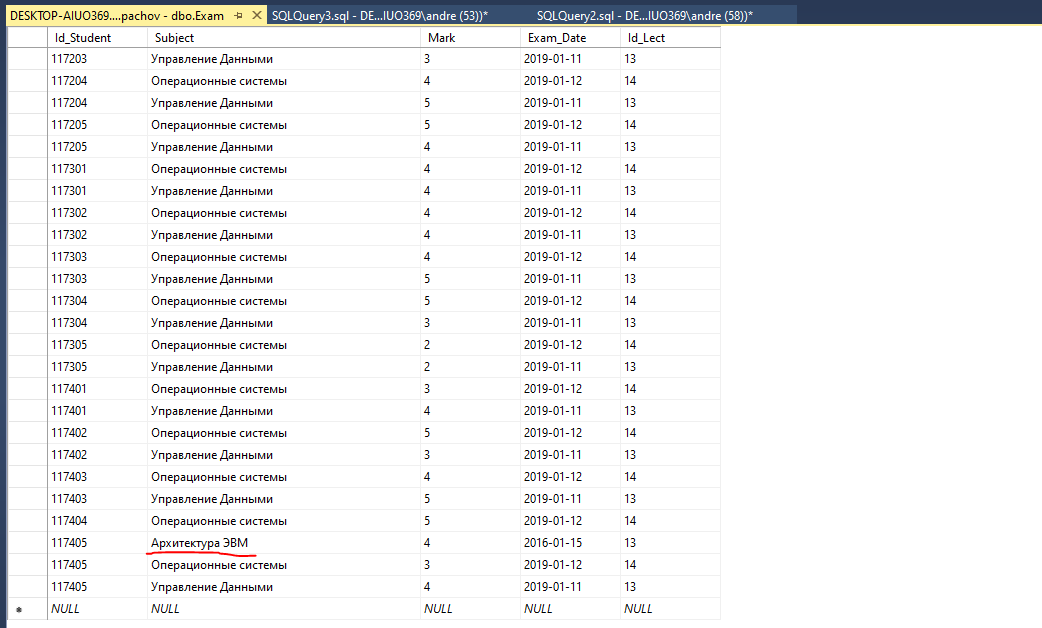 DESKTOP-AIUO369....pachov - dbo.Exam SQLQuery3.sql - DE...IUO369\andre (53))* SQLQuery2.sql - DE...IUO369\andre (58))*
Id_Student Subject Mark Exam_Date Id_Lect
117203 Управление Данными 3 2019-01-11 13
117204 Операционные системы 4 2019-01-12 14
117204 Управление Данными 5 2019-01-11 13
117205 Операционные системы 5 2019-01-12 14
117205 Управление Данными 4 2019-01-11 13
117301 Операционные системы 4 2019-01-12 14
117301 Управление Данными 4 2019-01-11 13
117302 Операционные системы 4 2019-01-12 14
117302 Управление Данными 4 2019-01-11 13
117303 Операционные системы 4 2019-01-12 14
117303 Управление Данными 5 2019-01-11 13
117304 Операционные системы 5 2019-01-12 14
117304 Управление Данными 3 2019-01-11 13
117305 Операционные системы 2 2019-01-12 14
117305 Управление Данными 2 2019-01-11 13
117401 Операционные системы 3 2019-01-12 14
117401 Управление Данными 4 2019-01-11 13
117402 Операционные системы 5 2019-01-12 14
117402 Управление Данными 3 2019-01-11 13
117403 Операционные системы 4 2019-01-12 14
117403 Управление Данными 5 2019-01-11 13
117404 Операционные системы 5 2019-01-12 14
117405 Архитектура ЭВМ 4 2016-01-15 13
117405 Операционные системы 3 2019-01-12 14
117405 Управление Данными 4 2019-01-11 13
NULL NULL NULL NULL NULL